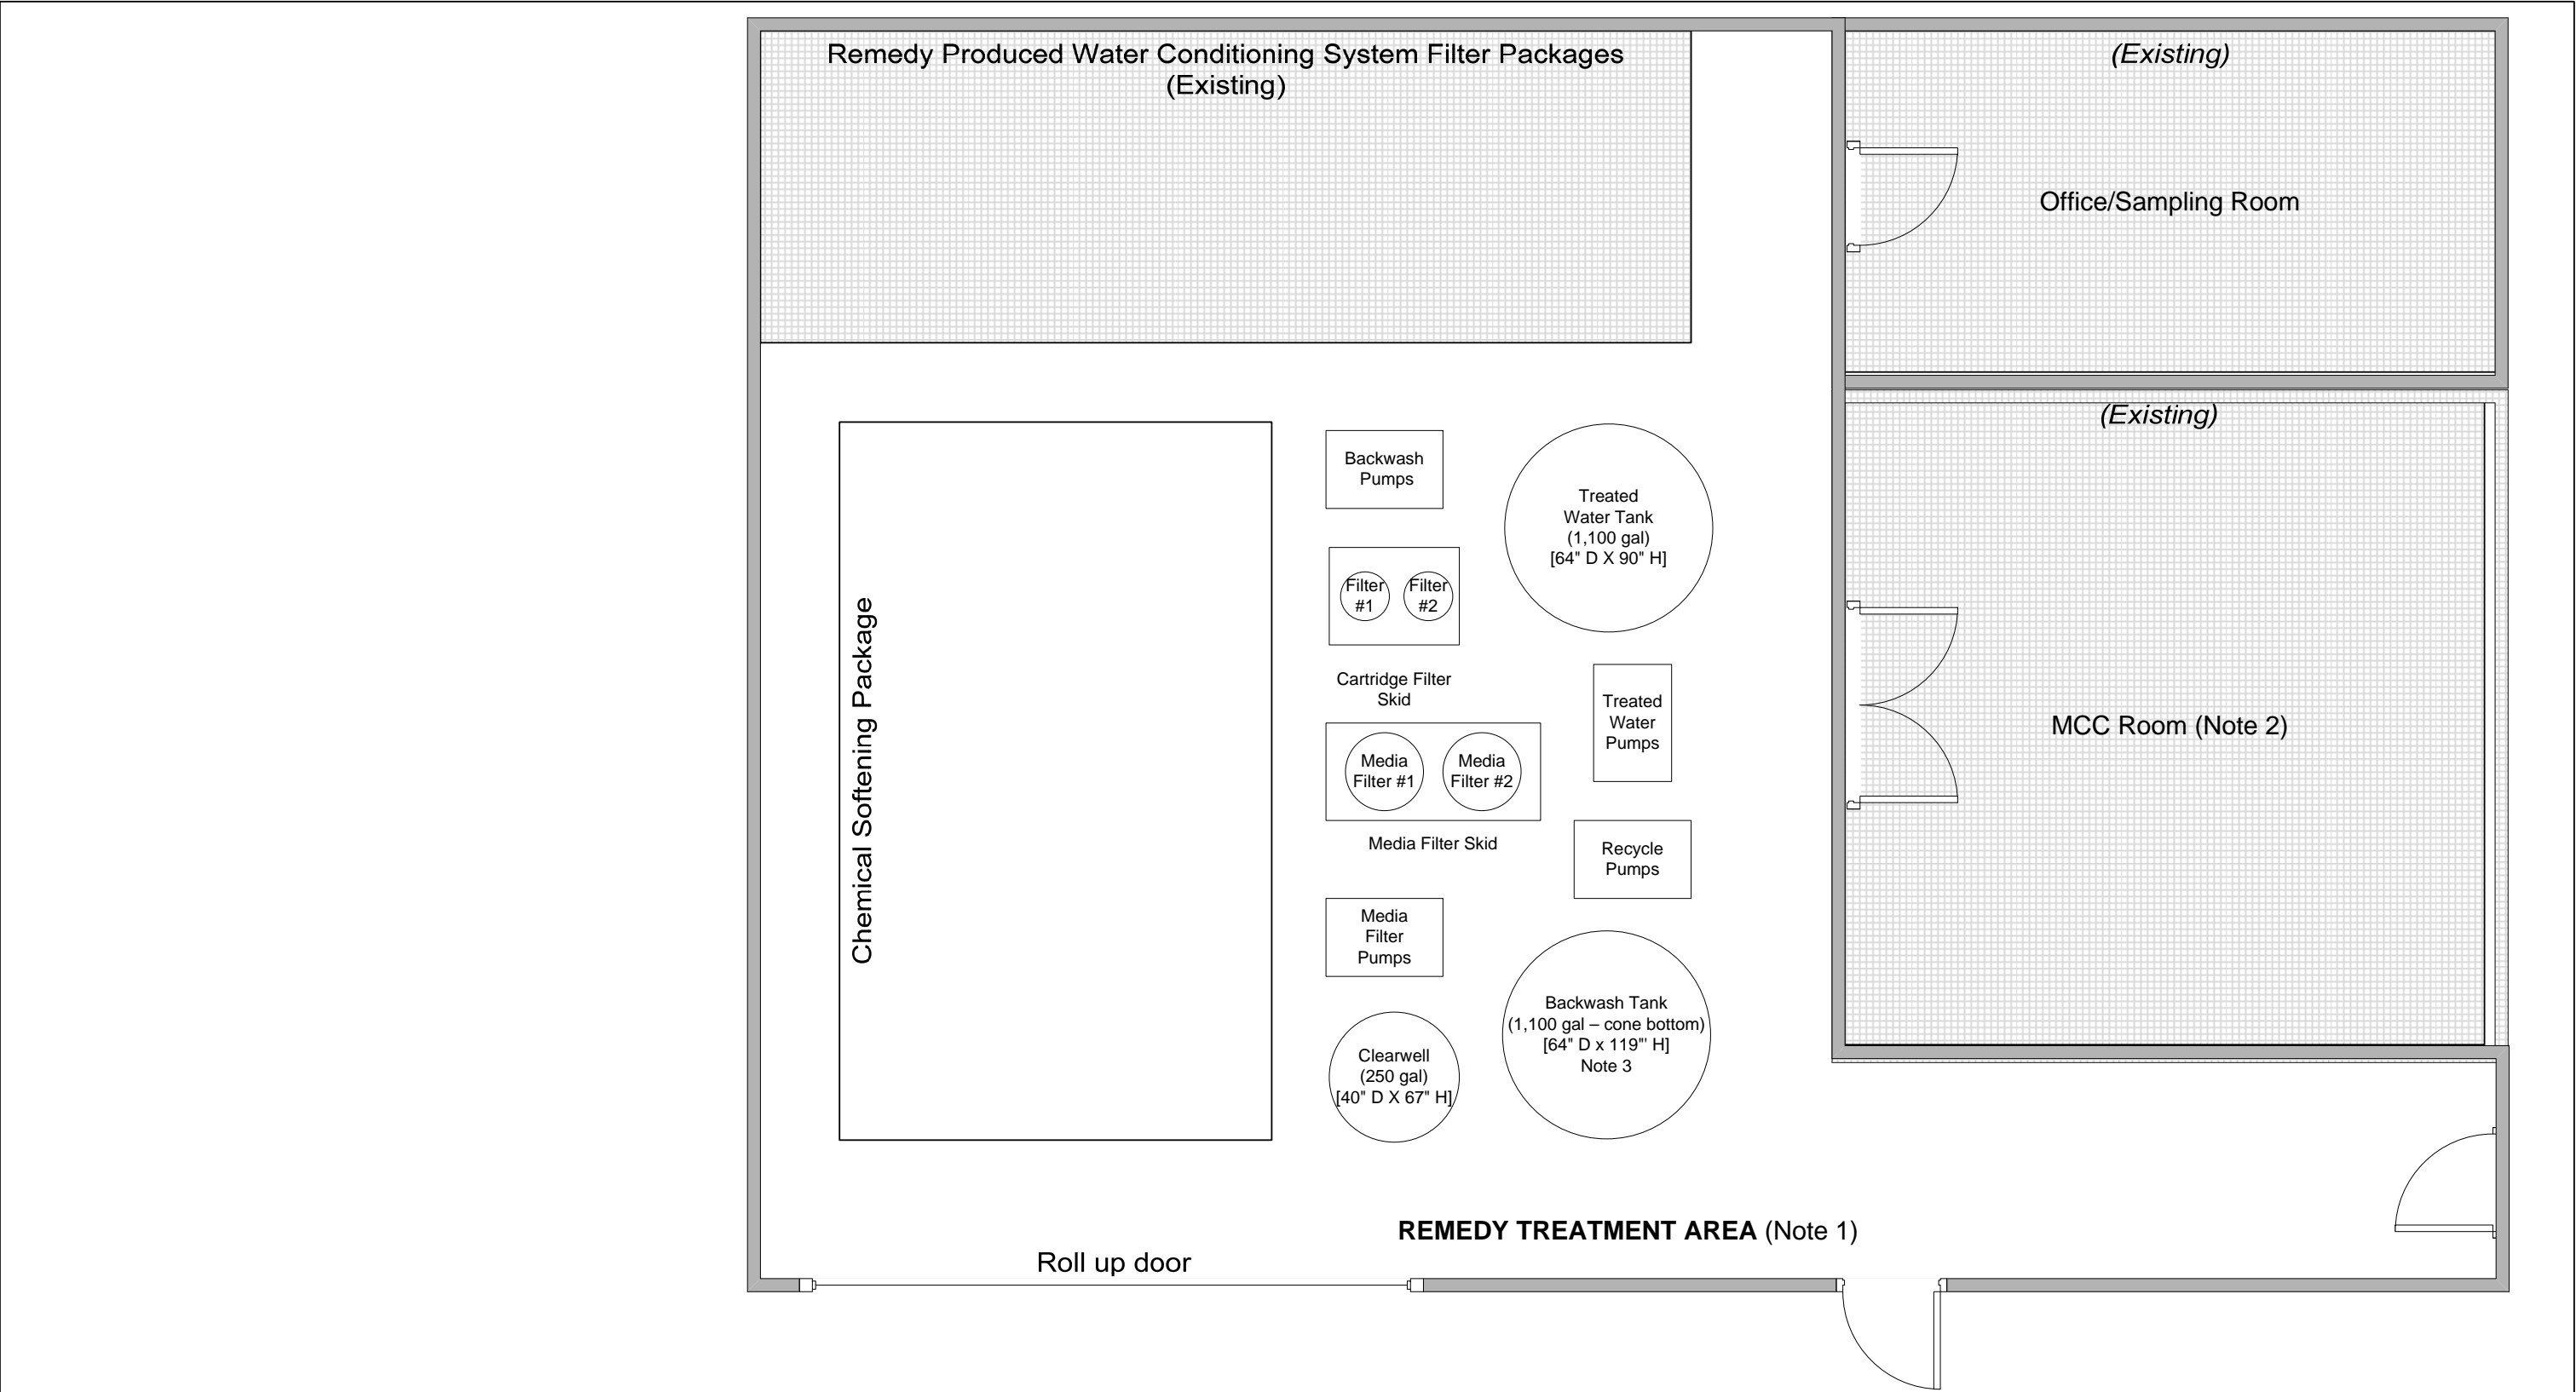 Remedy Produced Water Conditioning System Filter Packages
(Existing)
(Existing)
Office/Sampling Room
(Existing)
MCC Room (Note 2)
Chemical Softening Package
Backwash
Pumps
Treated
Water Tank
(1,100 gal)
[64" D X 90" H]
Filter
#1
Filter
#2
Cartridge Filter
Skid
Treated
Water
Pumps
Media
Filter #1
Media
Filter #2
Media Filter Skid
Recycle
Pumps
Media
Filter
Pumps
Backwash Tank
(1,100 gal – cone bottom)
[64" D x 119"' H]
Note 3
Clearwell
(250 gal)
[40" D X 67" H]
REMEDY TREATMENT AREA (Note 1)
Roll up door